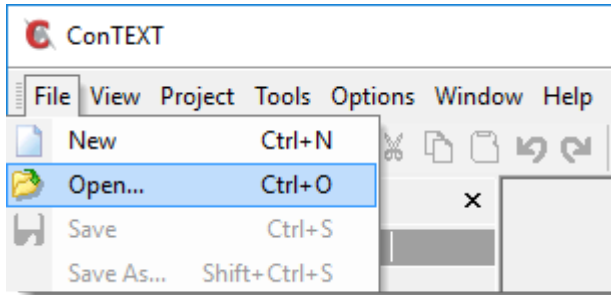 ConTEXT
File View Project Tools Options Window Help
New Ctrl+N
Open... Ctrl+O
Save Ctrl+S
Save As... Shift+Ctrl+S